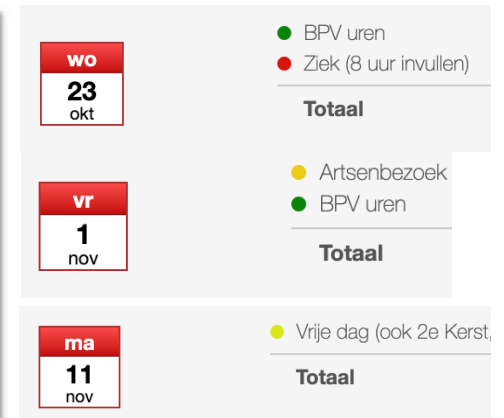 wo
23
okt
BPV uren
Ziek (8 uur invullen)
Totaal
vr
1
nov
Artsenbezoek
BPV uren
Totaal
ma
11
nov
Vrije dag (ook 2e Kerst,
Totaal